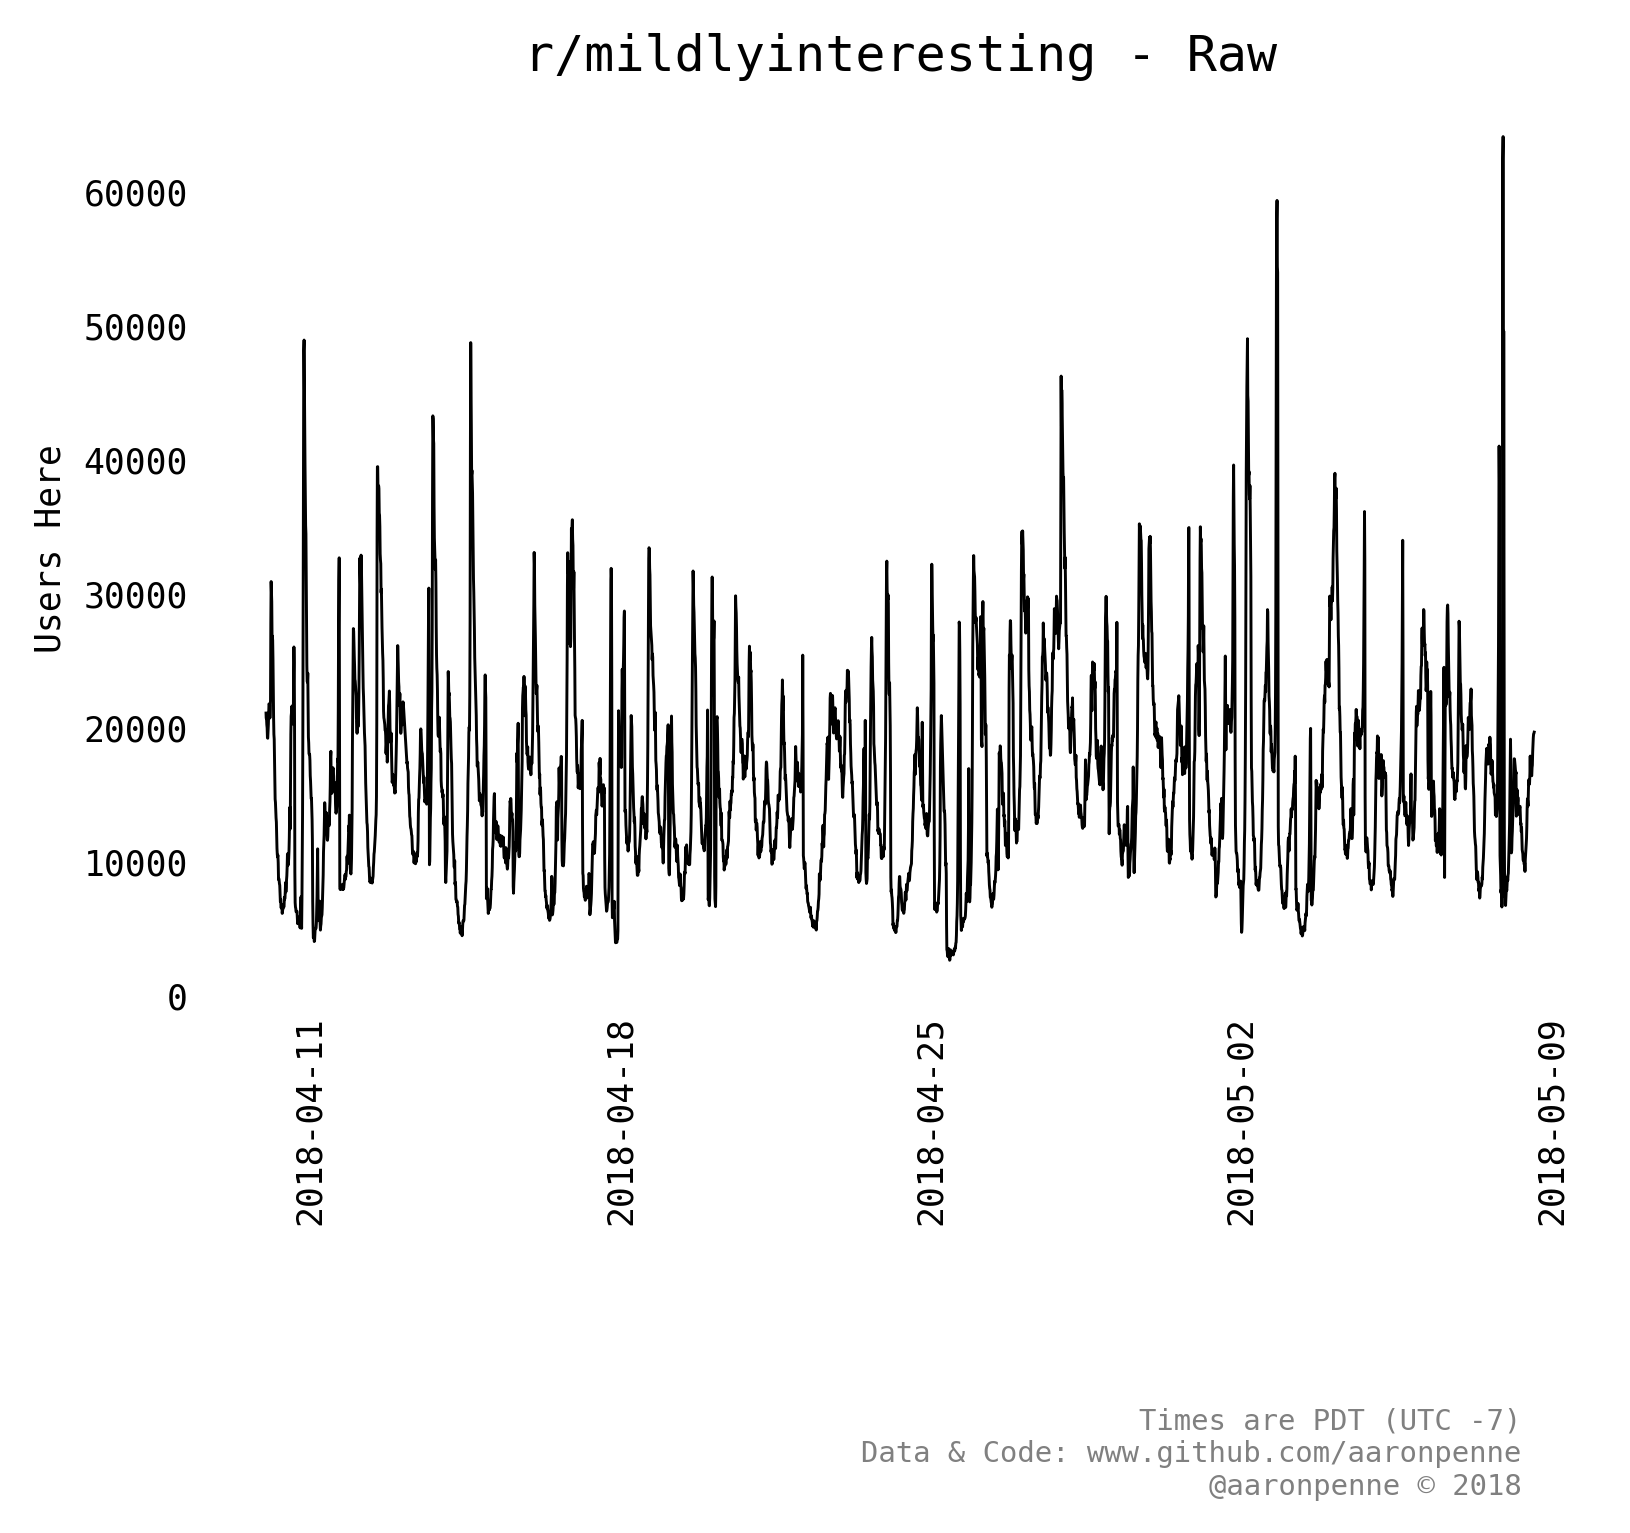 r/mildlyinteresting - Raw
Users Here
60000
50000
40000
30000
20000
10000
0
2018-04-11
2018-04-18
2018-04-25
2018-05-02
2018-05-09
Times are PDT (UTC -7)
Data & Code: www.github.com/aaronpenne
@aaronpenne © 2018